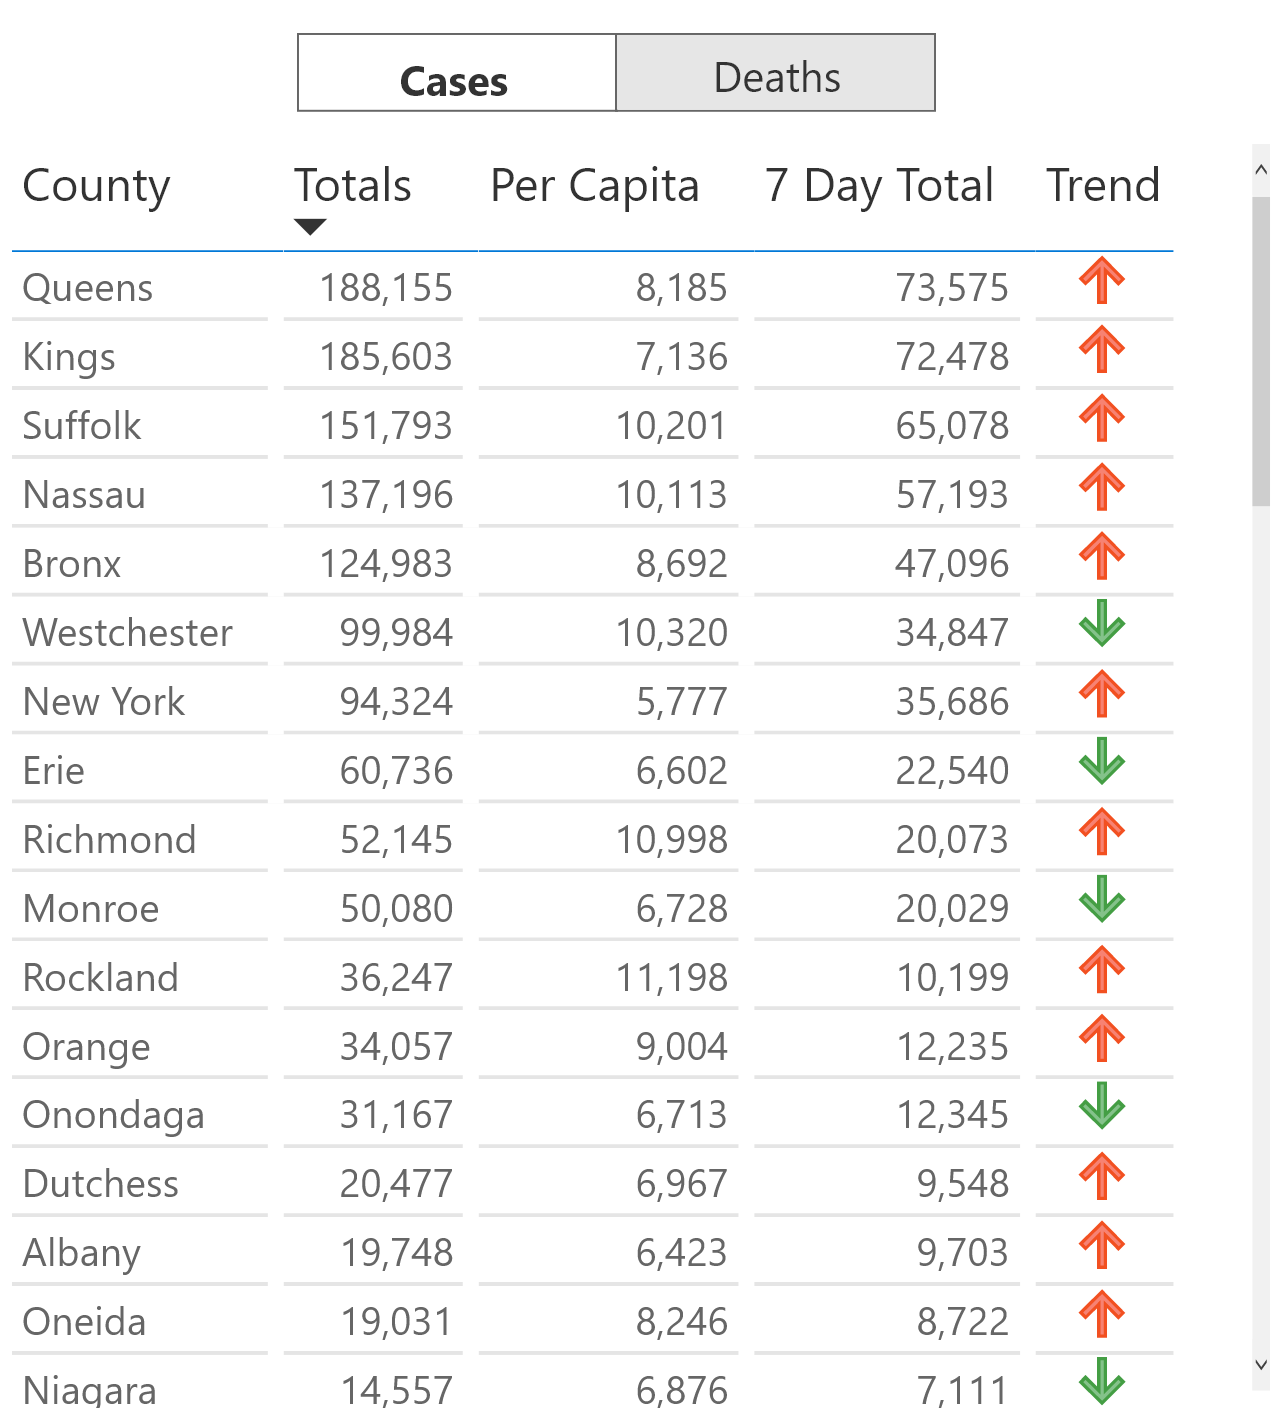 Cases Deaths
County Totals Per Capita 7 Day Total Trend
Queens 188,155 8,185 73,575
Kings 185,603 7,136 72,478
Suffolk 151,793 10,201 65,078
Nassau 137,196 10,113 57,193
Bronx 124,983 8,692 47,096
Westchester 99,984 10,320 34,847
New York 94,324 5,777 35,686
Erie 60,736 6,602 22,540
Richmond 52,145 10,998 20,073
Monroe 50,080 6,728 20,029
Rockland 36,247 11,198 10,199
Orange 34,057 9,004 12,235
Onondaga 31,167 6,713 12,345
Dutchess 20,477 6,967 9,548
Albany 19,748 6,423 9,703
Oneida 19,031 8,246 8,722
Niagara 14,557 6,876 7,111